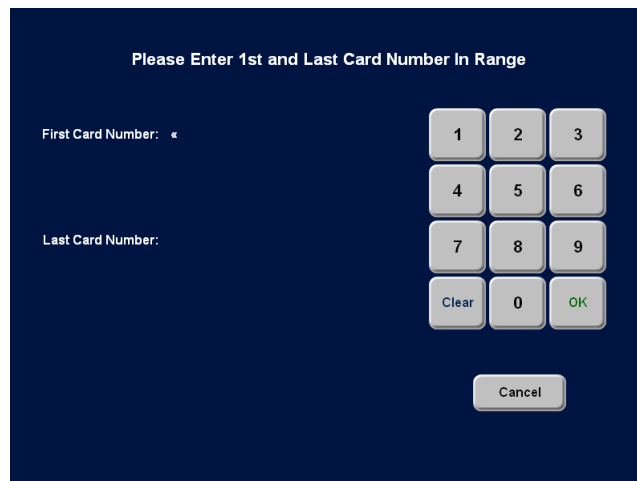 Please Enter 1st and Last Card Number In Range
First Card Number: «
1 2 3
4 5 6
Last Card Number:
7 8 9
Clear 0 OK
Cancel